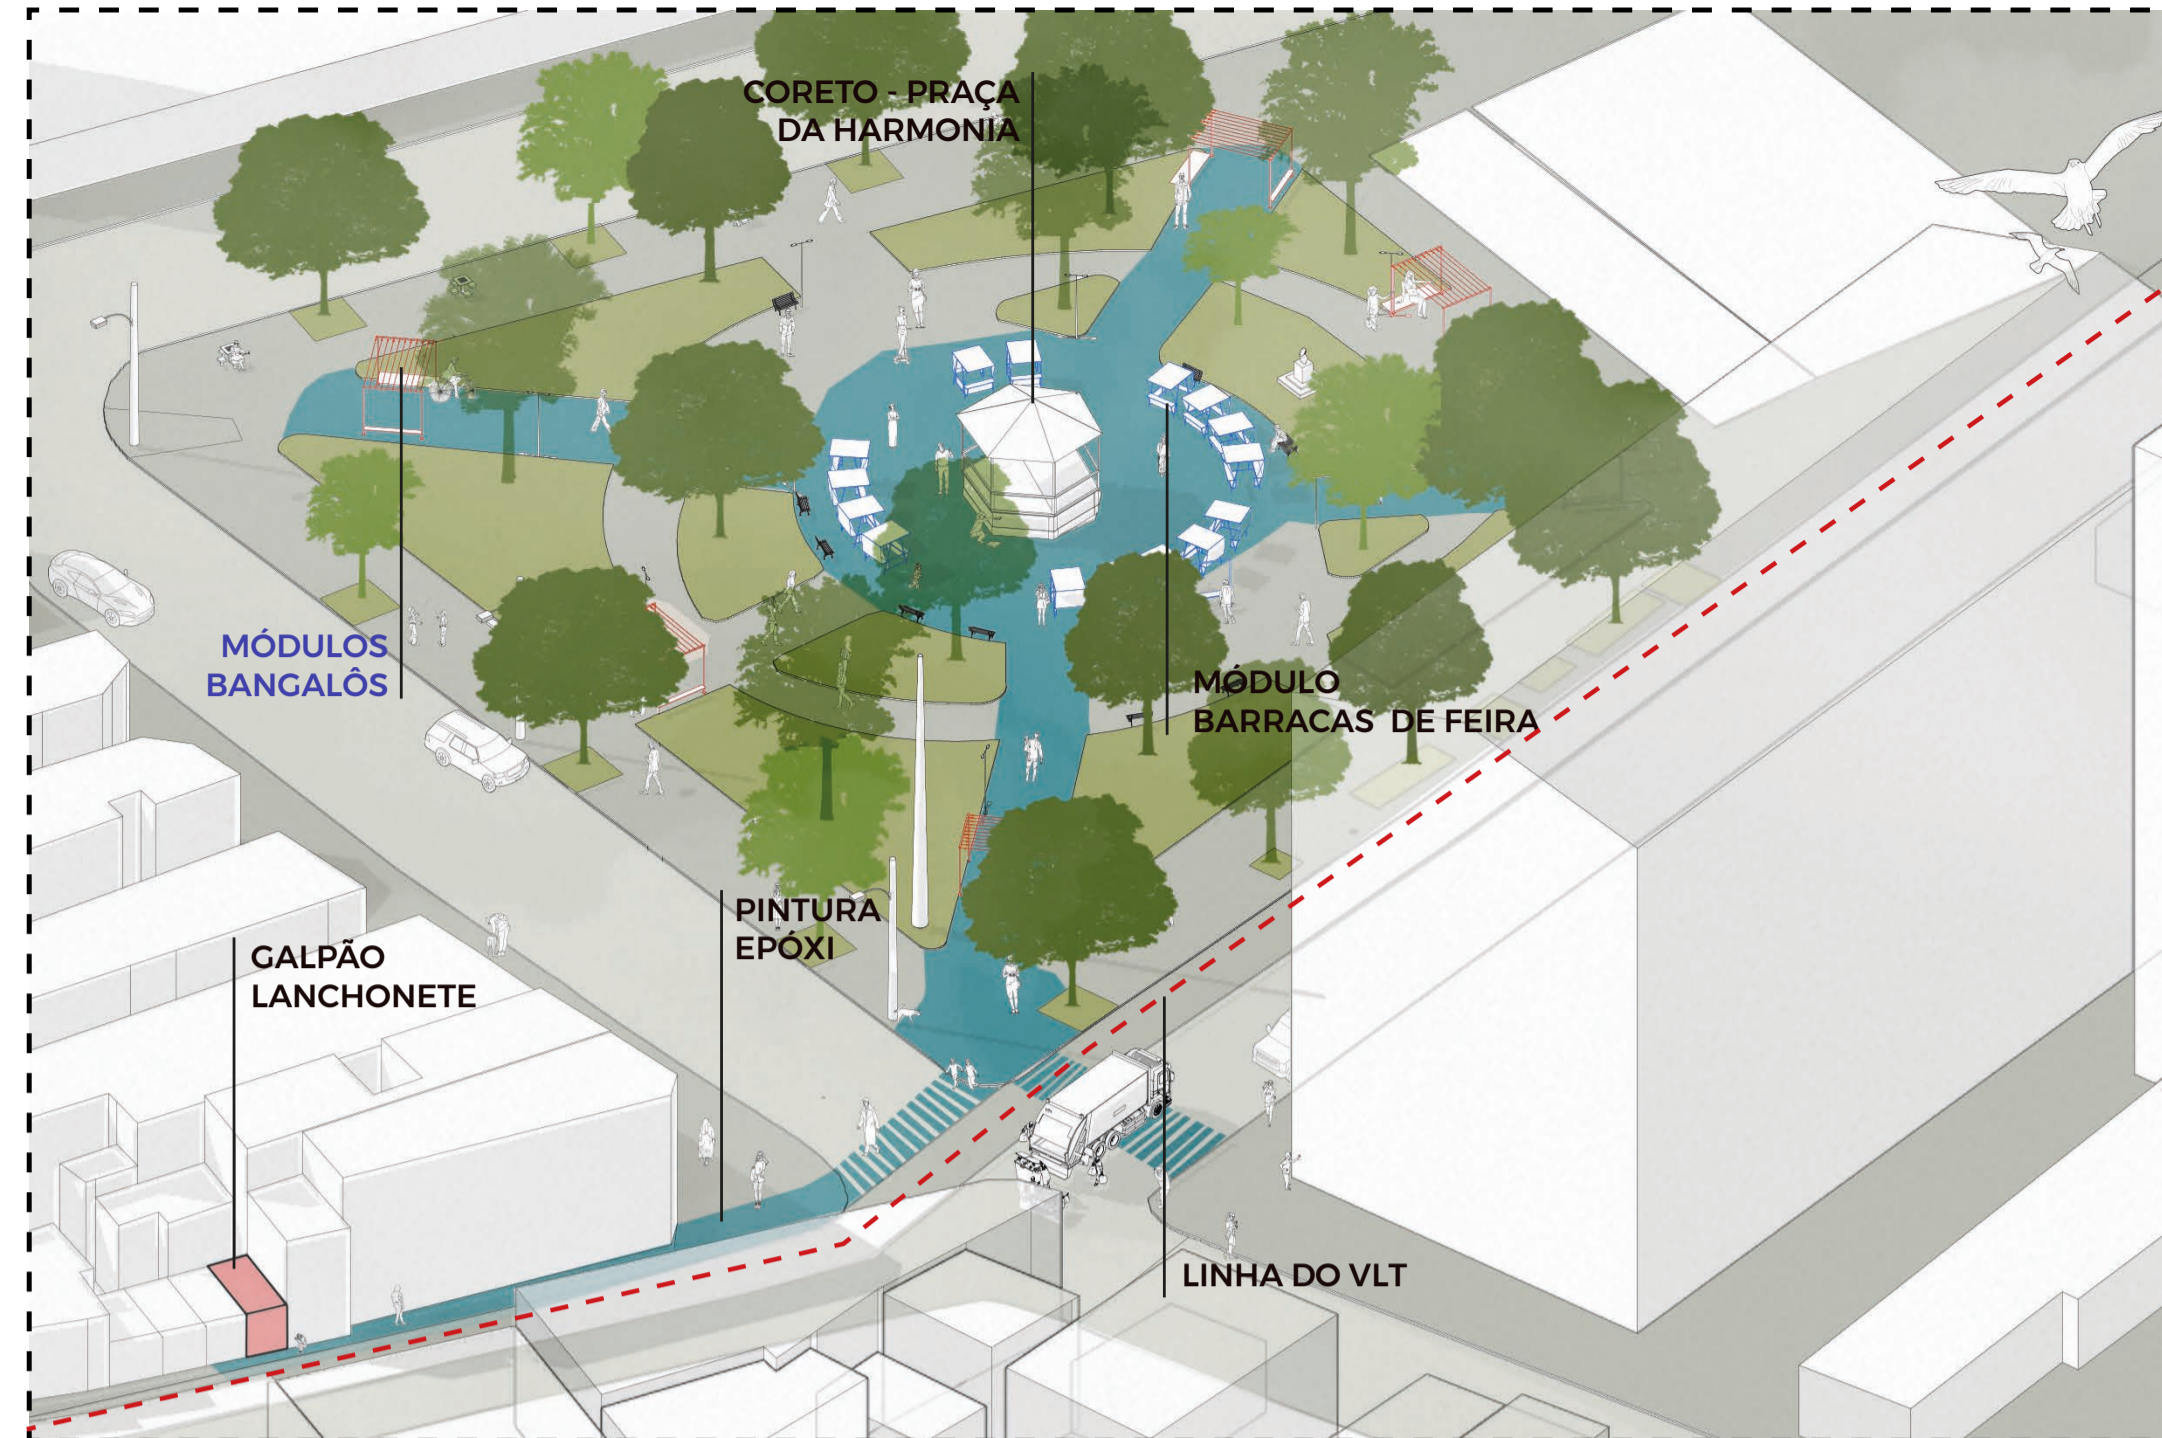 CORETO - PRAÇA
DA HARMONIA
MÓDULOS
BANGALÔS
MÓDULO
BARRACAS DE FEIRA
PINTURA
EPÓXI
GALPÃO
LANCHONETE
LINHA DO VLT